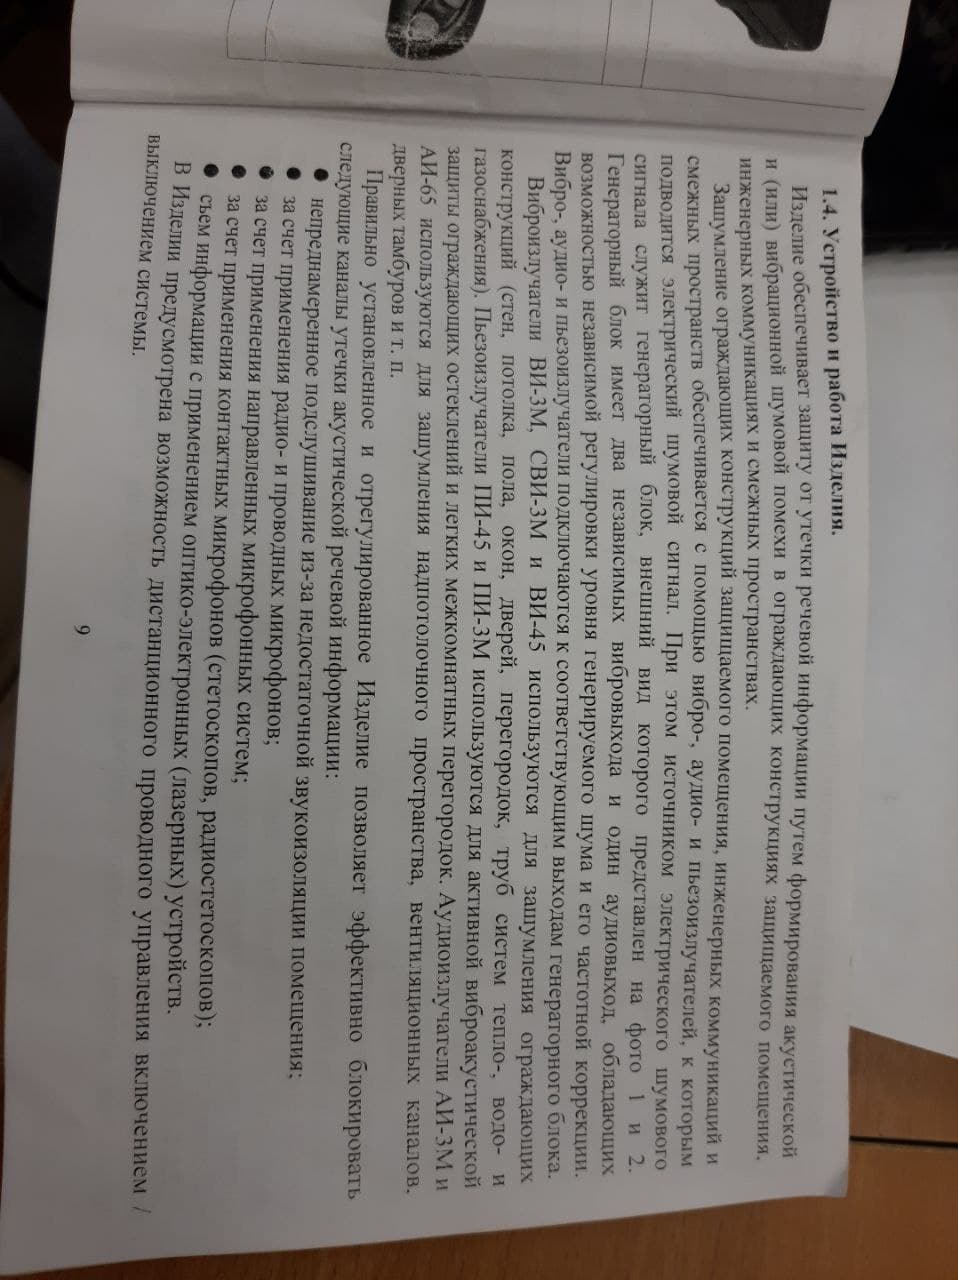 1.4. Устройство и работа Изделия.
Изделие обеспечивает защиту от утечки речевой информации путем формирования акустической
и (или) вибрационной шумовой помехи в ограждающих конструкциях защищаемого помещения,
инженерных коммуникациях и смежных пространствах.
Зашумление ограждающих конструкций защищаемого помещения, инженерных коммуникаций и
смежных пространств обеспечивается с помощью вибро-, аудио- и пьезоизлучателей, к которым
подводится электрический шумовой сигнал. При этом источником электрического шумового
сигнала служит генераторный блок, внешний вид которого представлен на фото 1 и 2.
Генераторный блок имеет два независимых вибровыхода и один аудиовыход, обладающих
возможностью независимой регулировки уровня генерируемого шума и его частотной коррекции.
Вибро-, аудио- и пьезоизлучатели подключаются к соответствующим выходам генераторного блока.
Виброизлучатели ВИ-3М, СВИ-3М и ВИ-45 используются для зашумления ограждающих
конструкций (стен, потолка, пола, окон, дверей, перегородок, труб систем тепло-, водо- и
газоснабжения). Пьезоизлучатели ПИ-45 и ПИ-3М используются для активной виброакустической
защиты ограждающих остеклений и легких межкомнатных перегородок. Аудиоизлучатели АИ-3М и
АИ-65 используются для зашумления надпотолочного пространства, вентиляционных каналов,
дверных тамбуров и т. п.
Правильно установленное и отрегулированное Изделие позволяет эффективно блокировать
следующие каналы утечки акустической речевой информации:
● непреднамеренное подслушивание из-за недостаточной звукоизоляции помещения;
● за счет применения радио- и проводных микрофонов;
● за счет применения направленных микрофонных систем;
● за счет применения контактных микрофонов (стетоскопов, радиостетоскопов);
● съем информации с применением оптико-электронных (лазерных) устройств.
В Изделии предусмотрена возможность дистанционного проводного управления включением /
выключением системы.
9